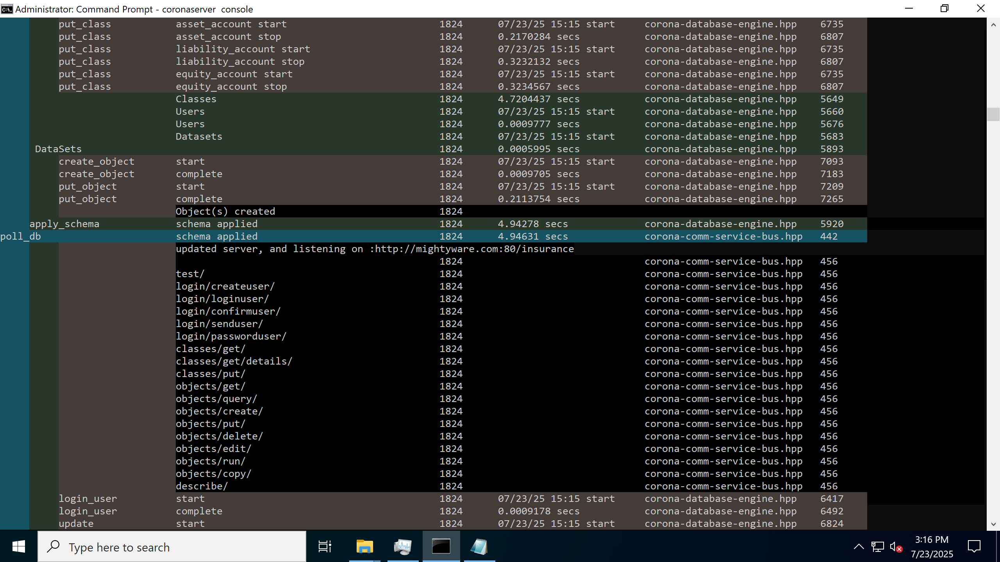 Administrator: Command Prompt - coronaserver  console
put_class asset_account start 1824 07/23/25 15:15 start corona-database-engine.hpp 6735
put_class asset_account stop 1824 0.2170284 secs corona-database-engine.hpp 6807
put_class liability_account start 1824 07/23/25 15:15 start corona-database-engine.hpp 6735
put_class liability_account stop 1824 0.3232132 secs corona-database-engine.hpp 6807
put_class equity_account start 1824 07/23/25 15:15 start corona-database-engine.hpp 6735
put_class equity_account stop 1824 0.3234567 secs corona-database-engine.hpp 6807
Classes 1824 4.7204437 secs corona-database-engine.hpp 5649
Users 1824 07/23/25 15:15 start corona-database-engine.hpp 5660
Users 1824 0.0009777 secs corona-database-engine.hpp 5676
Datasets 1824 07/23/25 15:15 start corona-database-engine.hpp 5683
DataSets 1824 0.0005995 secs corona-database-engine.hpp 5893
create_object start 1824 07/23/25 15:15 start corona-database-engine.hpp 7093
create_object complete 1824 0.0009705 secs corona-database-engine.hpp 7183
put_object start 1824 07/23/25 15:15 start corona-database-engine.hpp 7209
put_object complete 1824 0.2113754 secs corona-database-engine.hpp 7265
Object(s) created 1824
apply_schema schema applied 1824 4.94278 secs corona-database-engine.hpp 5920
poll_db schema applied 1824 4.94631 secs corona-comm-service-bus.hpp 442
updated server, and listening on :http://mightyware.com:80/insurance
1824 corona-comm-service-bus.hpp 456
test/ 1824 corona-comm-service-bus.hpp 456
login/createuser/ 1824 corona-comm-service-bus.hpp 456
login/loginuser/ 1824 corona-comm-service-bus.hpp 456
login/confirmuser/ 1824 corona-comm-service-bus.hpp 456
login/senduser/ 1824 corona-comm-service-bus.hpp 456
login/passworduser/ 1824 corona-comm-service-bus.hpp 456
classes/get/ 1824 corona-comm-service-bus.hpp 456
classes/get/details/ 1824 corona-comm-service-bus.hpp 456
classes/put/ 1824 corona-comm-service-bus.hpp 456
objects/get/ 1824 corona-comm-service-bus.hpp 456
objects/query/ 1824 corona-comm-service-bus.hpp 456
objects/create/ 1824 corona-comm-service-bus.hpp 456
objects/put/ 1824 corona-comm-service-bus.hpp 456
objects/delete/ 1824 corona-comm-service-bus.hpp 456
objects/edit/ 1824 corona-comm-service-bus.hpp 456
objects/run/ 1824 corona-comm-service-bus.hpp 456
objects/copy/ 1824 corona-comm-service-bus.hpp 456
describe/ 1824 corona-comm-service-bus.hpp 456
login_user start 1824 07/23/25 15:15 start corona-database-engine.hpp 6417
login_user complete 1824 0.0009178 secs corona-database-engine.hpp 6492
update start 1824 07/23/25 15:15 start corona-database-engine.hpp 6824
Type here to search
3:16 PM
7/23/2025